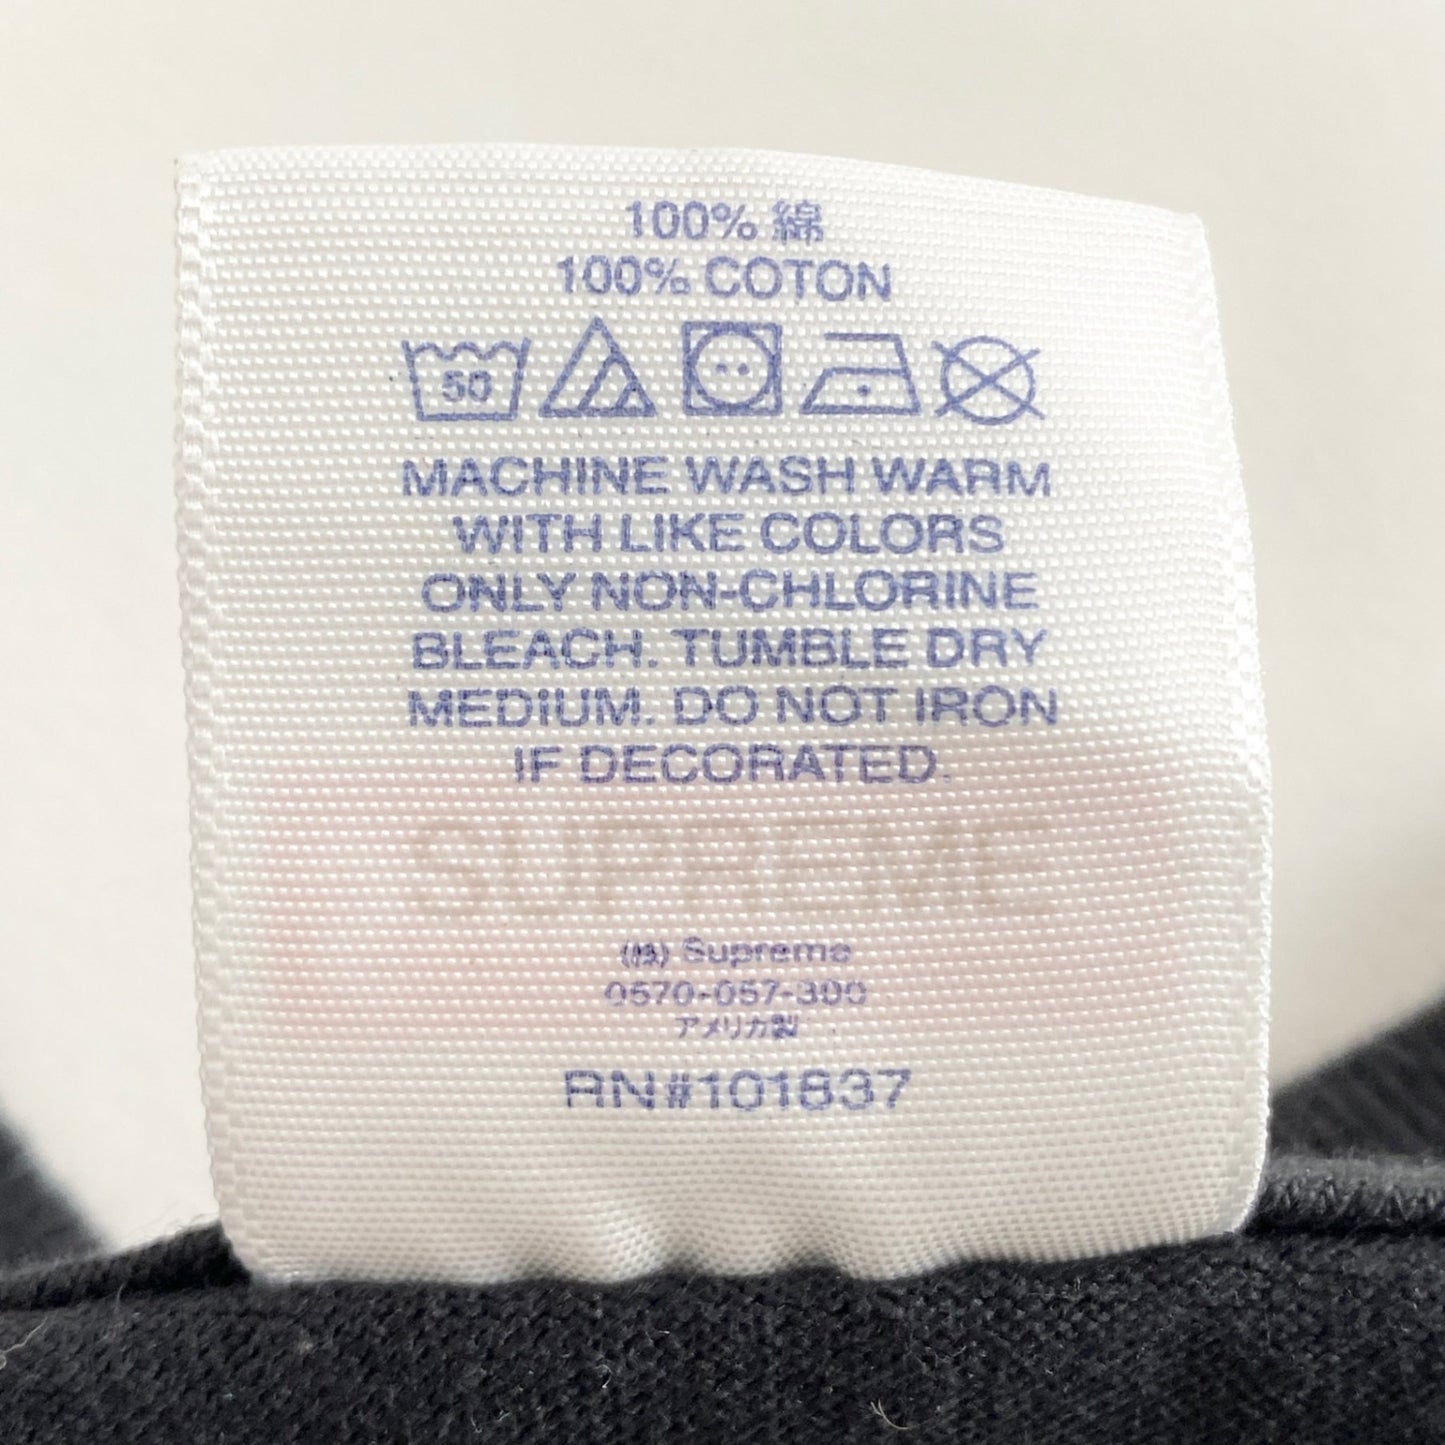 100% 綿
100% COTON
50
MACHINE WASH WARM
WITH LIKE COLORS
ONLY NON-CHLORINE
BLEACH. TUMBLE DRY
MEDIUM. DO NOT IRON
IF DECORATED.
SUPREME
(株) Supreme
0570-057-300
アメリカ製
RN#101837